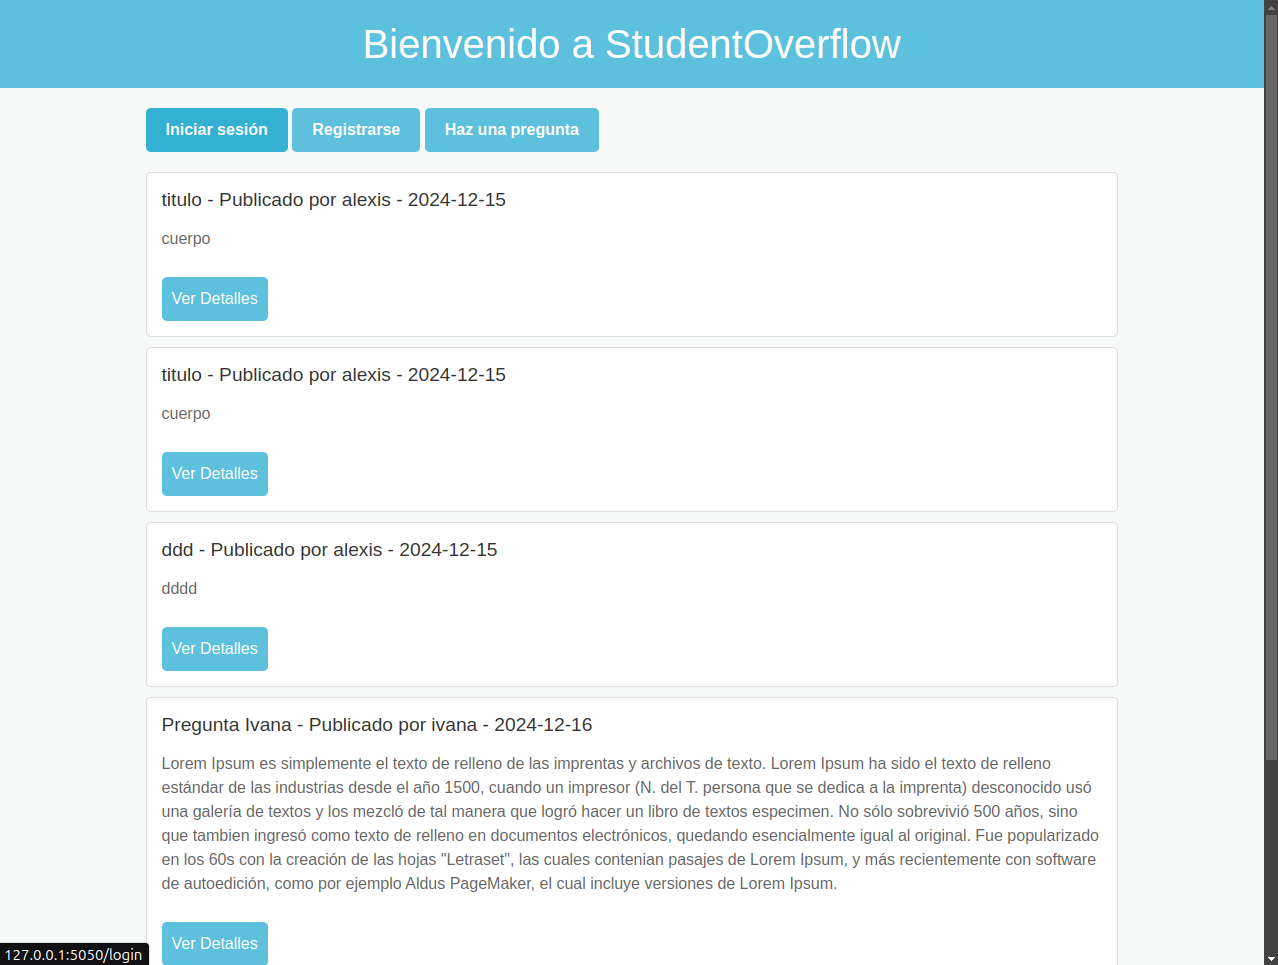 Bienvenido a StudentOverflow
Iniciar sesión
Registrarse
Haz una pregunta
titulo - Publicado por alexis - 2024-12-15
cuerpo
Ver Detalles
titulo - Publicado por alexis - 2024-12-15
cuerpo
Ver Detalles
ddd - Publicado por alexis - 2024-12-15
dddd
Ver Detalles
Pregunta Ivana - Publicado por ivana - 2024-12-16
Lorem Ipsum es simplemente el texto de relleno de las imprentas y archivos de texto. Lorem Ipsum ha sido el texto de relleno
estándar de las industrias desde el año 1500, cuando un impresor (N. del T. persona que se dedica a la imprenta) desconocido usó
una galería de textos y los mezcló de tal manera que logró hacer un libro de textos especimen. No sólo sobrevivió 500 años, sino
que tambien ingresó como texto de relleno en documentos electrónicos, quedando esencialmente igual al original. Fue popularizado
en los 60s con la creación de las hojas "Letraset", las cuales contenian pasajes de Lorem Ipsum, y más recientemente con software
de autoedición, como por ejemplo Aldus PageMaker, el cual incluye versiones de Lorem Ipsum.
Ver Detalles
127.0.0.1:5050/login